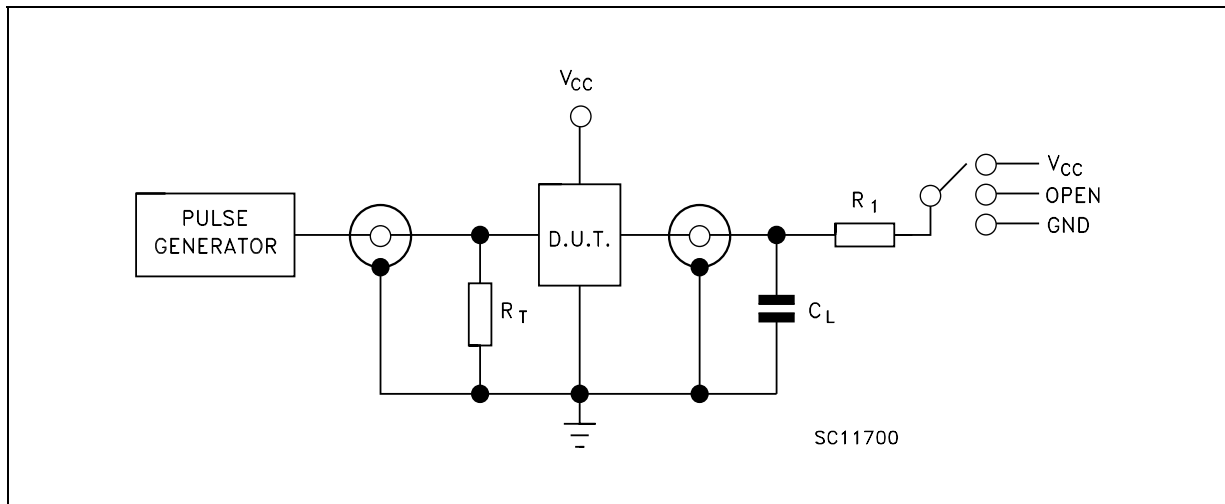 VCC
PULSE
GENERATOR
D.U.T.
RT
R1
CL
VCC
OPEN
GND
SC11700